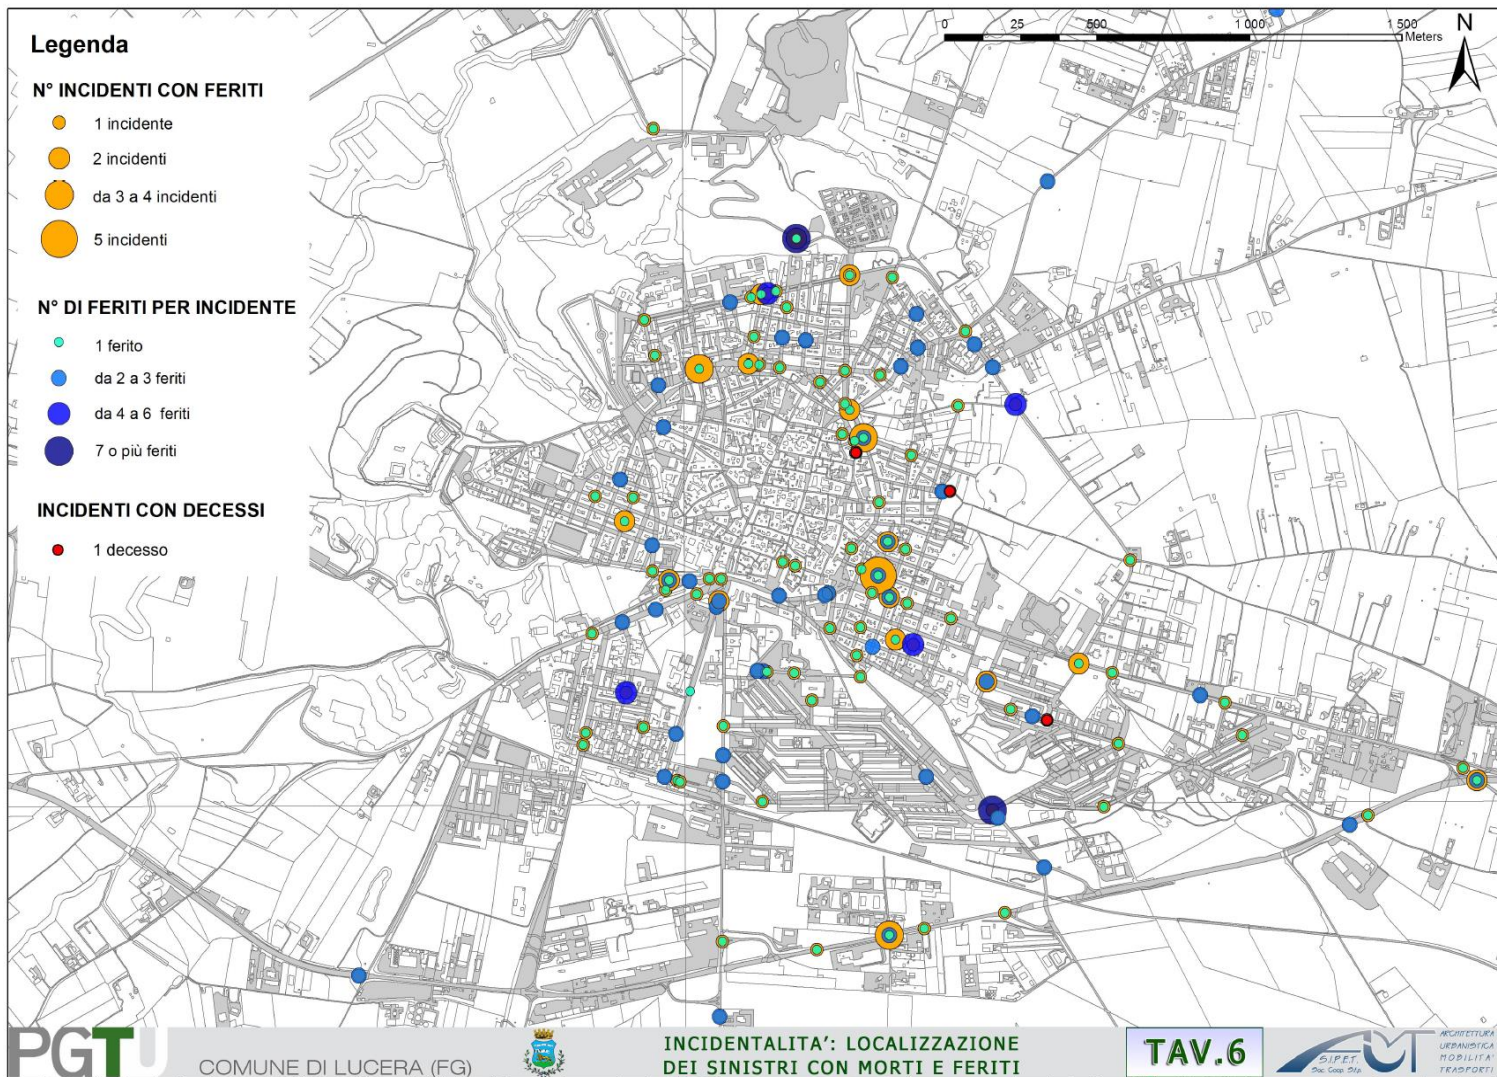 Legenda
N° INCIDENTI CON FERITI
1 incidente
2 incidenti
da 3 a 4 incidenti
5 incidenti
N° DI FERITI PER INCIDENTE
1 ferito
da 2 a 3 feriti
da 4 a 6 feriti
7 o più feriti
INCIDENTI CON DECESSI
1 decesso
0 25 500 1 000 1 500
Meters
N
PGTU
COMUNE DI LUCERA (FG)
INCIDENTALITA': LOCALIZZAZIONE
DEI SINISTRI CON MORTI E FERITI
TAV.6
S.I.P.E.T.
Soc. Coop. S.t.p.
AUT
ARCHITETTURA
URBANISTICA
MOBILITA'
TRASPORTI